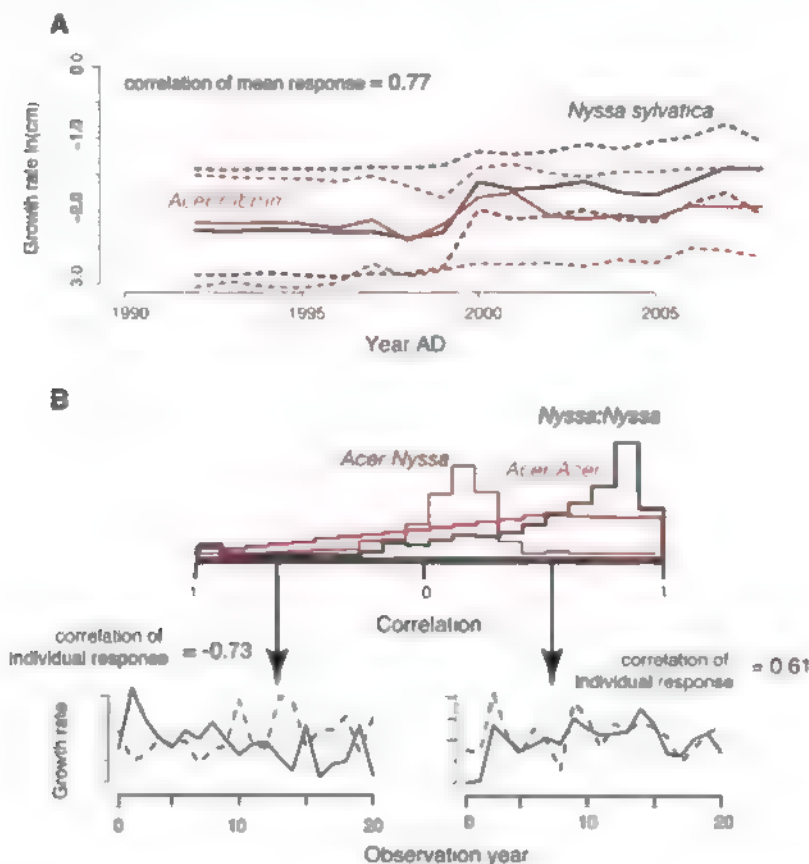 A
correlation of mean response = 0.77
Nyssa sylvatica
Growth rate ln(cm)
0.0
-1.0
3.0
1990
1995
2000
2005
Year AD
B
Nyssa:Nyssa
Acer Nyssa
Acer Acer
1
0
1
Correlation
correlation of
individual response = -0.73
correlation of
individual response = 0 61
Growth rate
0
10
20
0
10
20
Observation year